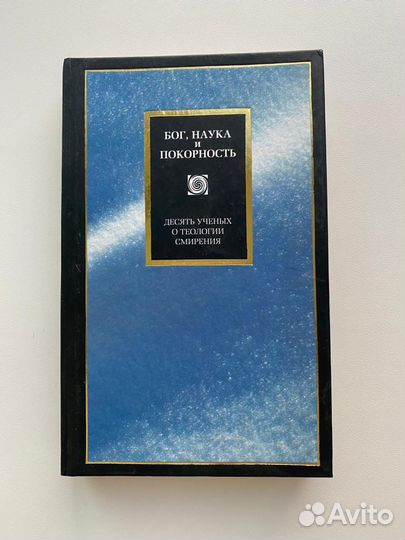 БОГ, НАУКА
И
ПОКОРНОСТЬ
ДЕСЯТЬ УЧЕНЫХ
О ТЕОЛОГИИ
СМИРЕНИЯ
Avito